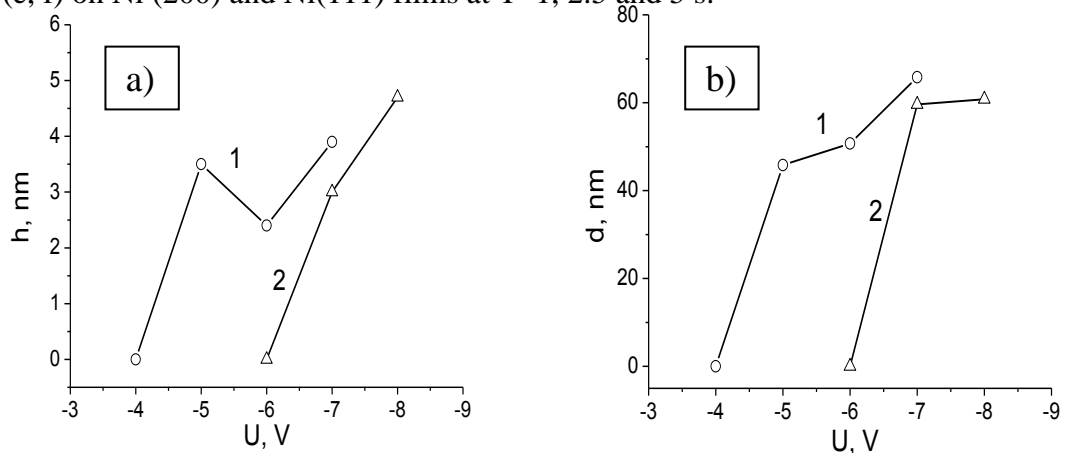 on Ni (200) and Ni(111) films at 1, 2.5 and s.
a)
6
5
4
3
2
1
0
h, nm
1
2
-3 -4 -5 -6 -7 -8 -9
U, V
b)
80
60
40
20
0
d, nm
1
2
-3 -4 -5 -6 -7 -8 -9
U, V